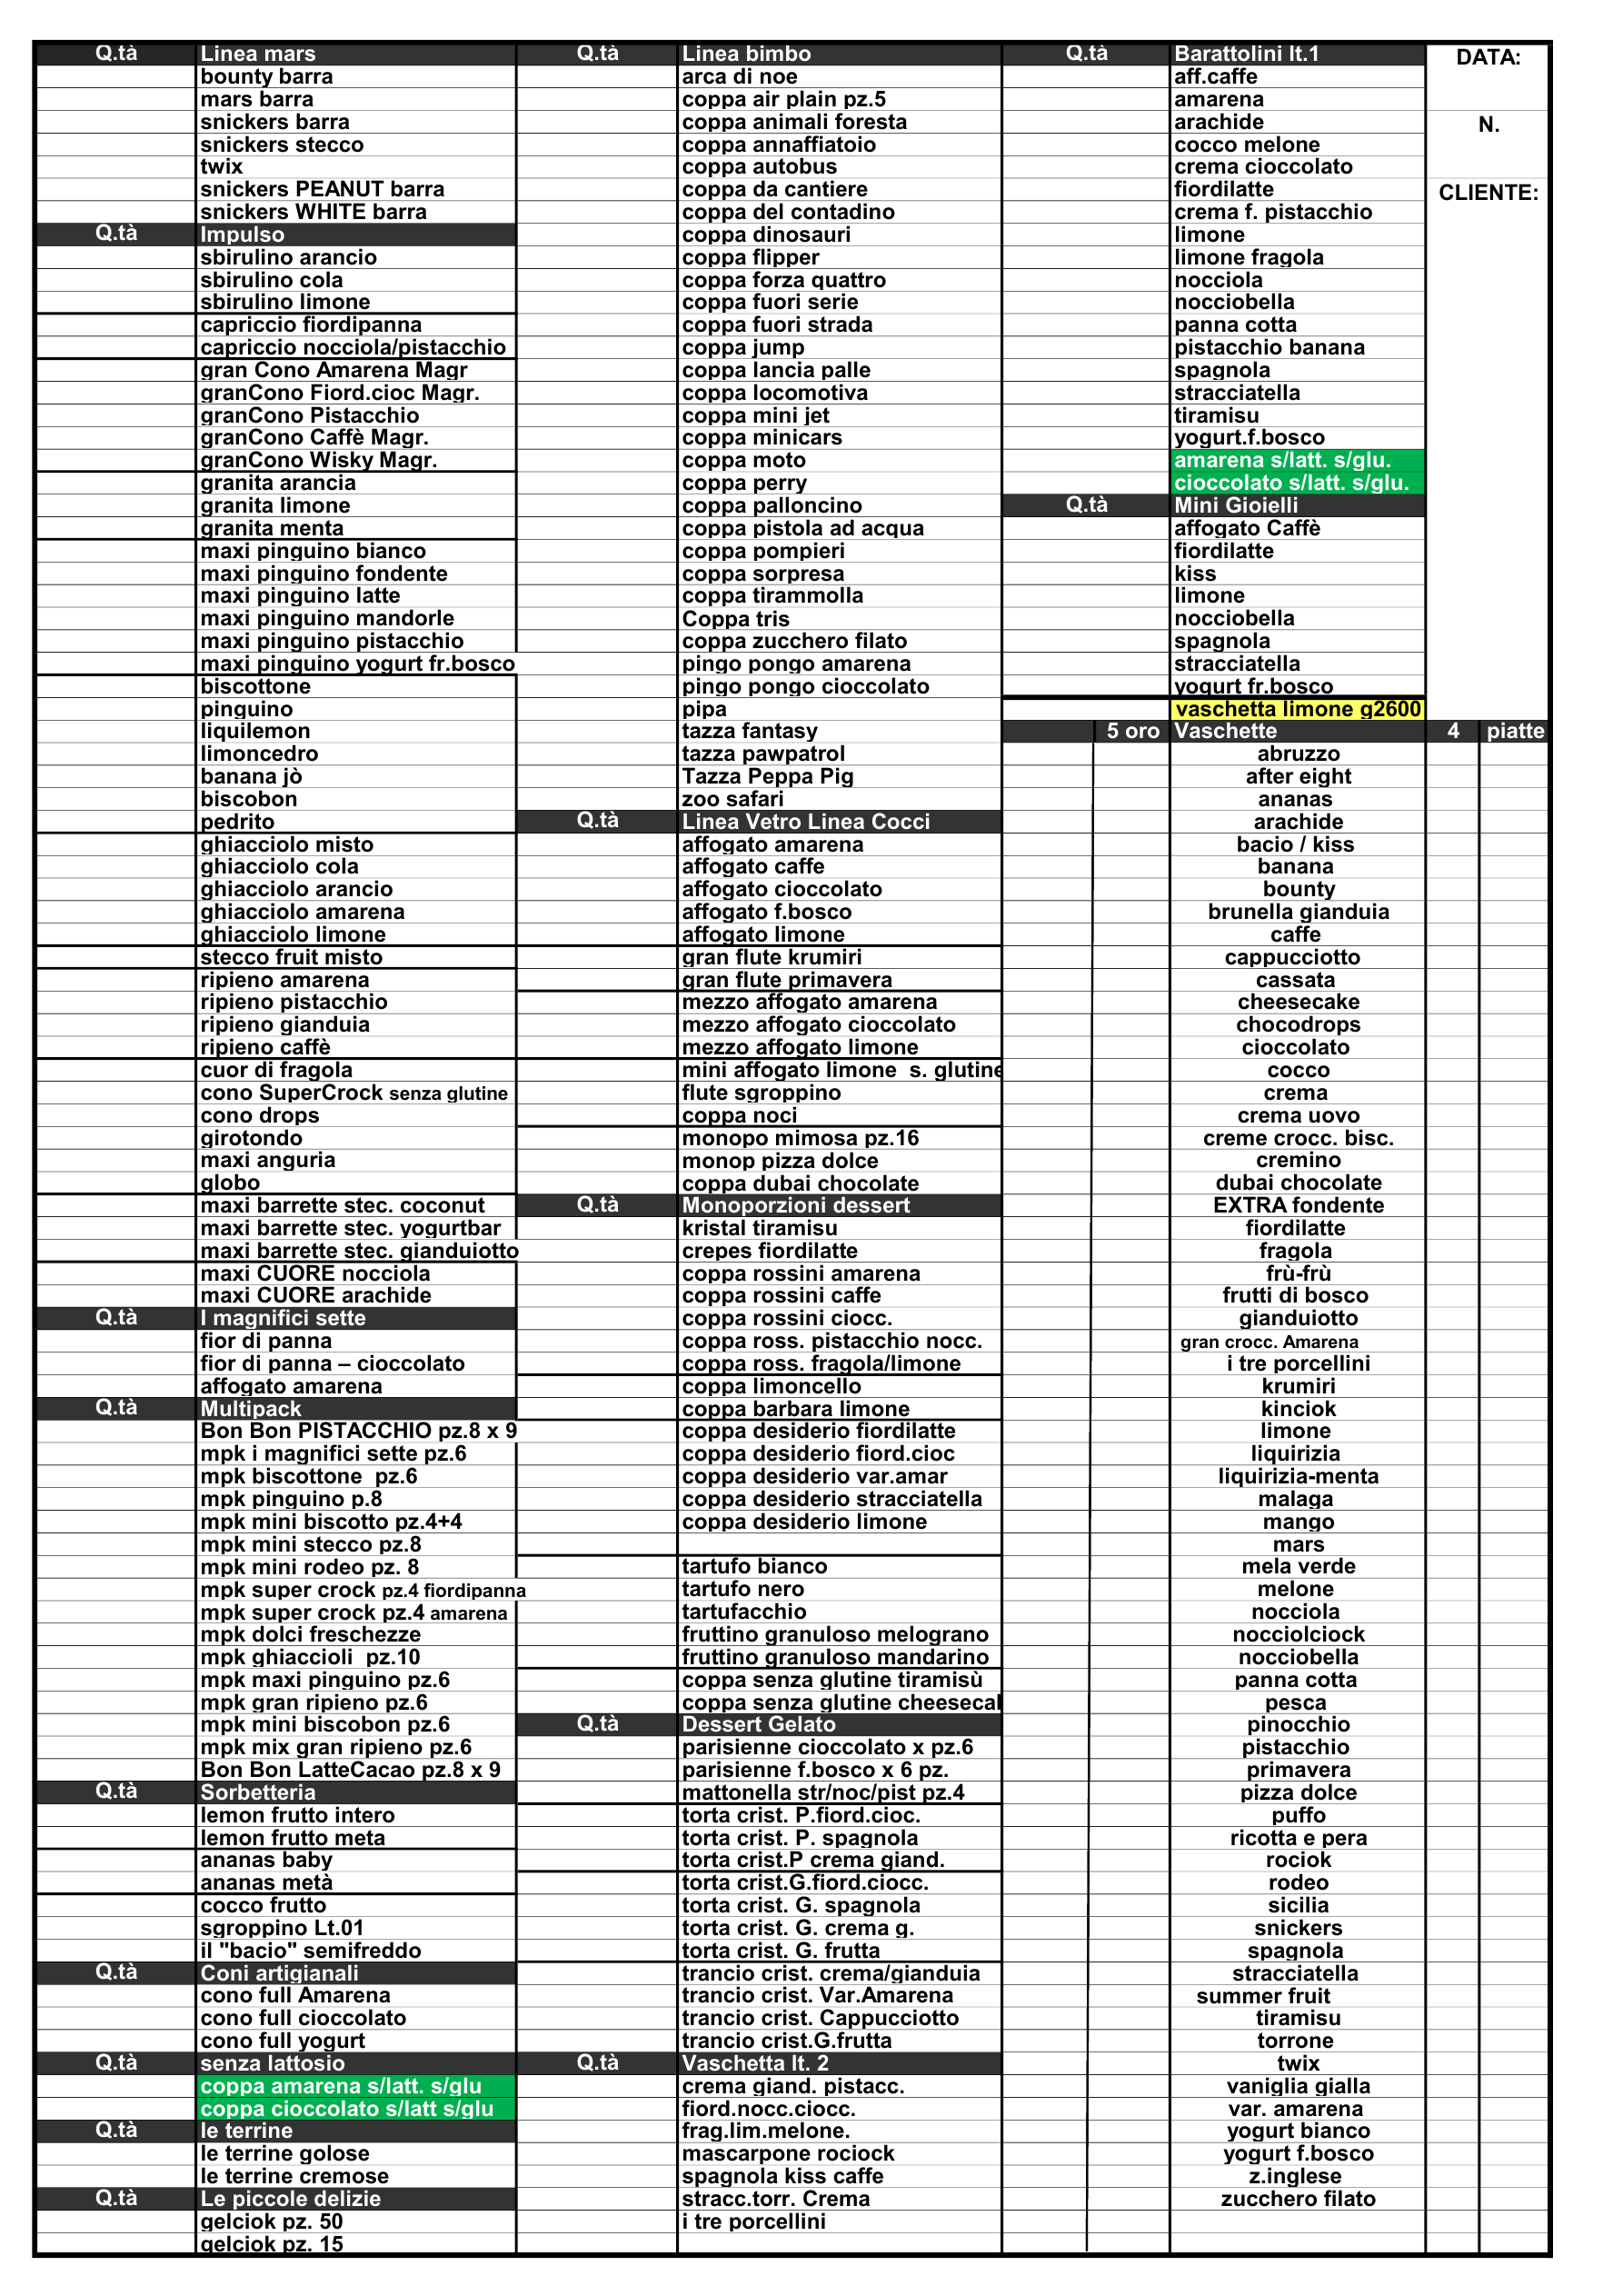 Q.tà Linea mars
bounty barra
mars barra
snickers barra
snickers stecco
twix
snickers PEANUT barra
snickers WHITE barra
Q.tà Impulso
sbirulino arancio
sbirulino cola
sbirulino limone
capriccio fiordipanna
capriccio nocciola/pistacchio
gran Cono Amarena Magr
granCono Fiord.cioc Magr.
granCono Pistacchio
granCono Caffè Magr.
granCono Wisky Magr.
granita arancia
granita limone
granita menta
maxi pinguino bianco
maxi pinguino fondente
maxi pinguino latte
maxi pinguino mandorle
maxi pinguino pistacchio
maxi pinguino yogurt fr.bosco
biscottone
pinguino
liquilemon
limoncedro
banana jò
biscobon
pedrito
ghiacciolo misto
ghiacciolo cola
ghiacciolo arancio
ghiacciolo amarena
ghiacciolo limone
stecco fruit misto
ripieno amarena
ripieno pistacchio
ripieno gianduia
ripieno caffè
cuor di fragola
cono SuperCrock senza glutine
cono drops
girotondo
maxi anguria
globo
maxi barrette stec. coconut
maxi barrette stec. yogurtbar
maxi barrette stec. gianduiotto
maxi CUORE nocciola
maxi CUORE arachide
Q.tà I magnifici sette
fior di panna
fior di panna – cioccolato
affogato amarena
Q.tà Multipack
Bon Bon PISTACCHIO pz.8 x 9
mpk i magnifici sette pz.6
mpk biscottone  pz.6
mpk pinguino p.8
mpk mini biscotto pz.4+4
mpk mini stecco pz.8
mpk mini rodeo pz. 8
mpk super crock pz.4 fiordipanna
mpk super crock pz.4 amarena
mpk dolci freschezze
mpk ghiaccioli  pz.10
mpk maxi pinguino pz.6
mpk gran ripieno pz.6
mpk mini biscobon pz.6
mpk mix gran ripieno pz.6
Bon Bon LatteCacao pz.8 x 9
Q.tà Sorbetteria
lemon frutto intero
lemon frutto meta
ananas baby
ananas metà
cocco frutto
sgroppino Lt.01
il "bacio" semifreddo
Q.tà Coni artigianali
cono full Amarena
cono full cioccolato
cono full yogurt
Q.tà senza lattosio
coppa amarena s/latt. s/glu
coppa cioccolato s/latt s/glu
Q.tà le terrine
le terrine golose
le terrine cremose
Q.tà Le piccole delizie
gelciok pz. 50
gelciok pz. 15
Q.tà Linea bimbo
arca di noe
coppa air plain pz.5
coppa animali foresta
coppa annaffiatoio
coppa autobus
coppa da cantiere
coppa del contadino
coppa dinosauri
coppa flipper
coppa forza quattro
coppa fuori serie
coppa fuori strada
coppa jump
coppa lancia palle
coppa locomotiva
coppa mini jet
coppa minicars
coppa moto
coppa perry
coppa palloncino
coppa pistola ad acqua
coppa pompieri
coppa sorpresa
coppa tirammolla
Coppa tris
coppa zucchero filato
pingo pongo amarena
pingo pongo cioccolato
pipa
tazza fantasy
tazza pawpatrol
Tazza Peppa Pig
zoo safari
Q.tà Linea Vetro Linea Cocci
affogato amarena
affogato caffe
affogato cioccolato
affogato f.bosco
affogato limone
gran flute krumiri
gran flute primavera
mezzo affogato amarena
mezzo affogato cioccolato
mezzo affogato limone
mini affogato limone  s. glutine
flute sgroppino
coppa noci
monopo mimosa pz.16
monop pizza dolce
coppa dubai chocolate
Q.tà Monoporzioni dessert
kristal tiramisu
crepes fiordilatte
coppa rossini amarena
coppa rossini caffe
coppa rossini ciocc.
coppa ross. pistacchio nocc.
coppa ross. fragola/limone
coppa limoncello
coppa barbara limone
coppa desiderio fiordilatte
coppa desiderio fiord.cioc
coppa desiderio var.amar
coppa desiderio stracciatella
coppa desiderio limone
tartufo bianco
tartufo nero
tartufacchio
fruttino granuloso melograno
fruttino granuloso mandarino
coppa senza glutine tiramisù
coppa senza glutine cheeseca
Q.tà Dessert Gelato
parisienne cioccolato x pz.6
parisienne f.bosco x 6 pz.
mattonella str/noc/pist pz.4
torta crist. P.fiord.cioc.
torta crist. P. spagnola
torta crist.P crema giand.
torta crist.G.fiord.ciocc.
torta crist. G. spagnola
torta crist. G. crema g.
torta crist. G. frutta
trancio crist. crema/gianduia
trancio crist. Var.Amarena
trancio crist. Cappucciotto
trancio crist.G.frutta
Q.tà Vaschetta lt. 2
crema giand. pistacc.
fiord.nocc.ciocc.
frag.lim.melone.
mascarpone rociock
spagnola kiss caffe
stracc.torr. Crema
i tre porcellini
Q.tà Barattolini lt.1
aff.caffe
amarena
arachide
cocco melone
crema cioccolato
fiordilatte
crema f. pistacchio
limone
limone fragola
nocciola
nocciobella
panna cotta
pistacchio banana
spagnola
stracciatella
tiramisu
yogurt.f.bosco
amarena s/latt. s/glu.
cioccolato s/latt. s/glu.
Q.tà Mini Gioielli
affogato Caffè
fiordilatte
kiss
limone
nocciobella
spagnola
stracciatella
yogurt fr.bosco
vaschetta limone g2600
5 oro Vaschette 4 piatte
abruzzo
after eight
ananas
arachide
bacio / kiss
banana
bounty
brunella gianduia
caffe
cappucciotto
cassata
cheesecake
chocodrops
cioccolato
cocco
crema
crema uovo
creme crocc. bisc.
cremino
dubai chocolate
EXTRA fondente
fiordilatte
fragola
frù-frù
frutti di bosco
gianduiotto
gran crocc. Amarena
i tre porcellini
krumiri
kinciok
limone
liquirizia
liquirizia-menta
malaga
mango
mars
mela verde
melone
nocciola
nocciolciock
nocciobella
panna cotta
pesca
pinocchio
pistacchio
primavera
pizza dolce
puffo
ricotta e pera
rociok
rodeo
sicilia
snickers
spagnola
stracciatella
summer fruit
tiramisu
torrone
twix
vaniglia gialla
var. amarena
yogurt bianco
yogurt f.bosco
z.inglese
zucchero filato
DATA:
N.
CLIENTE: